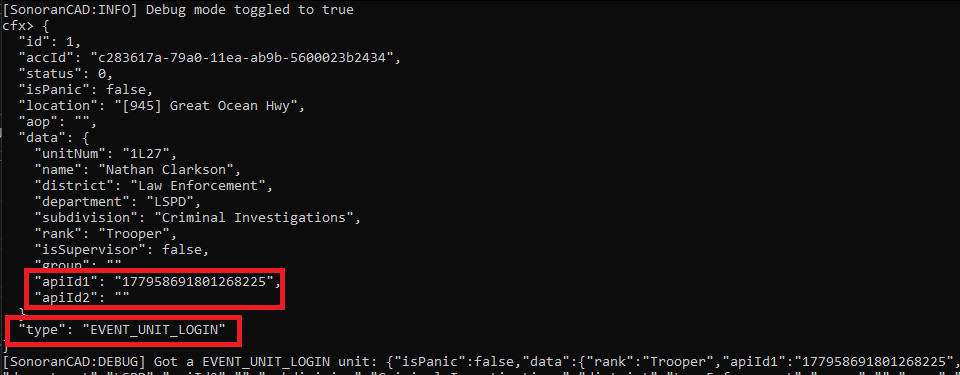 [SonoranCAD:INFO] Debug mode toggled to true
cfx> {
"id": 1,
"accId": "c283617a-79a0-11ea-ab9b-5600023b2434",
"status": 0,
"isPanic": false,
"location": "[945] Great Ocean Hwy",
"aop": "",
"data": {
"unitNum": "1L27",
"name": "Nathan Clarkson",
"district": "Law Enforcement",
"department": "LSPD",
"subdivision": "Criminal Investigations",
"rank": "Trooper",
"isSupervisor": false,
"group": ""
"apiId1": "177958691801268225",
"apiId2": ""
}
"type": "EVENT_UNIT_LOGIN"
}
[SonoranCAD:DEBUG] Got a EVENT_UNIT_LOGIN unit: {"isPanic":false,"data":{"rank":"Trooper","apiId1":"177958691801268225",